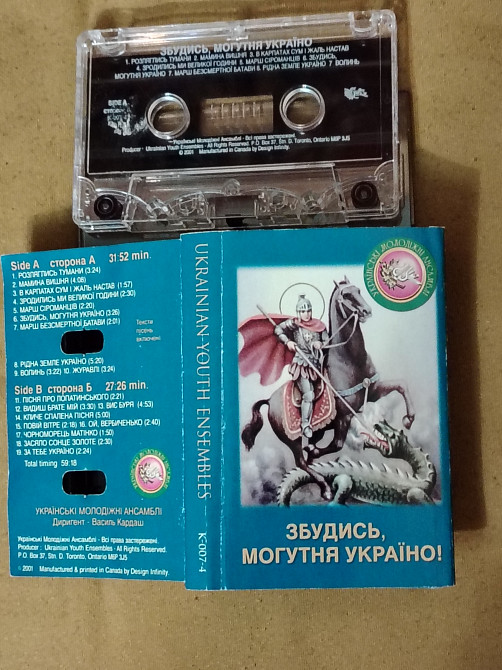 ЗБУДИСЬ, МОГУТНЯ УКРАЇНО
1. РОЗЛЯГЛИСЬ ТУМАНИ 2. МАМИНА ВИШНЯ 3. В КАРПАТАХ СУМ І ЖАЛЬ НАСТАВ
4. ЗРОДИЛИСЬ МИ ВЕЛИКОЇ ГОДИНИ 5. МАРШ СІРОМАНЦІВ 6. ЗБУДИСЬ,
МОГУТНЯ УКРАЇНО 7. МАРШ БЕЗСМЕРТНОЇ БАТАВИ 8. РІДНА ЗЕМЛЕ УКРАЇНО
SIDE A
Українські Молодіжні Ансамблі - Всі права застережені.
Producer - Ukrainian Youth Ensembles - All Rights Reserved. P.O. Box 37, Stn. D. Toronto, Ontario M6P 3J5
© 2001 Manufactured in Canada by Design Infinity.
Side A сторона А 31:52 min.
1. РОЗЛЯГЛИСЬ ТУМАНИ (3:24)
2. МАМИНА ВИШНЯ (4:08)
3. В КАРПАТАХ СУМ І ЖАЛЬ НАСТАВ (1:57)
4. ЗРОДИЛИСЬ МИ ВЕЛИКОЇ ГОДИНИ (2:30)
5. МАРШ СІРОМАНЦІВ (2:20)
6. ЗБУДИСЬ, МОГУТНЯ УКРАЇНО (3:26)
7. МАРШ БЕЗСМЕРТНОЇ БАТАВИ (2:01)
Тексти
пісень
включені
8. РІДНА ЗЕМЛЕ УКРАЇНО (5:20)
9. ВОЛИНЬ (3:22) 10. ЖУРАВЛІ (3:24)
Side B сторона Б 27:26 min.
11. ПІСНЯ ПРО ЛОПАТИНСЬКОГО (2:21)
12. ВИДИШ БРАТЕ МІЙ (3:30) 13. ВИЄ БУРЯ (4:53)
14. КЛИЧЕ СПАЛЕНА ПІСНЯ (5:00)
15. ПОВІЙ ВІТРЕ (2:18) 16. ОЙ, ВЕРБИЧЕНЬКО (2:40)
17. ЧОРНОМОРЕЦЬ МАТІНКО (1:50)
18. ЗАСЯЛО СОНЦЕ ЗОЛОТЕ (2:30)
19. ЗА ТЕБЕ УКРАЇНО (2:24)
Total timing 59:18
УКРАЇНСЬКІ МОЛОДІЖНІ АНСАМБЛІ
Дириґент - Василь Кардаш
Українські Молодіжні Ансамблі - Всі права застережені.
Producer : Ukrainian Youth Ensembles - All Rights Reserved.
P.O. Box 37, Stn. D. Toronto, Ontario M6P 3J5
© 2001 Manufactured & printed in Canada by Design Infinity.
UKRAINIAN YOUTH ENSEMBLES
K-007-4
УКРАЇНСЬКІ МОЛОДІЖНІ АНСАМБЛІ
ЗБУДИСЬ,
МОГУТНЯ УКРАЇНО!